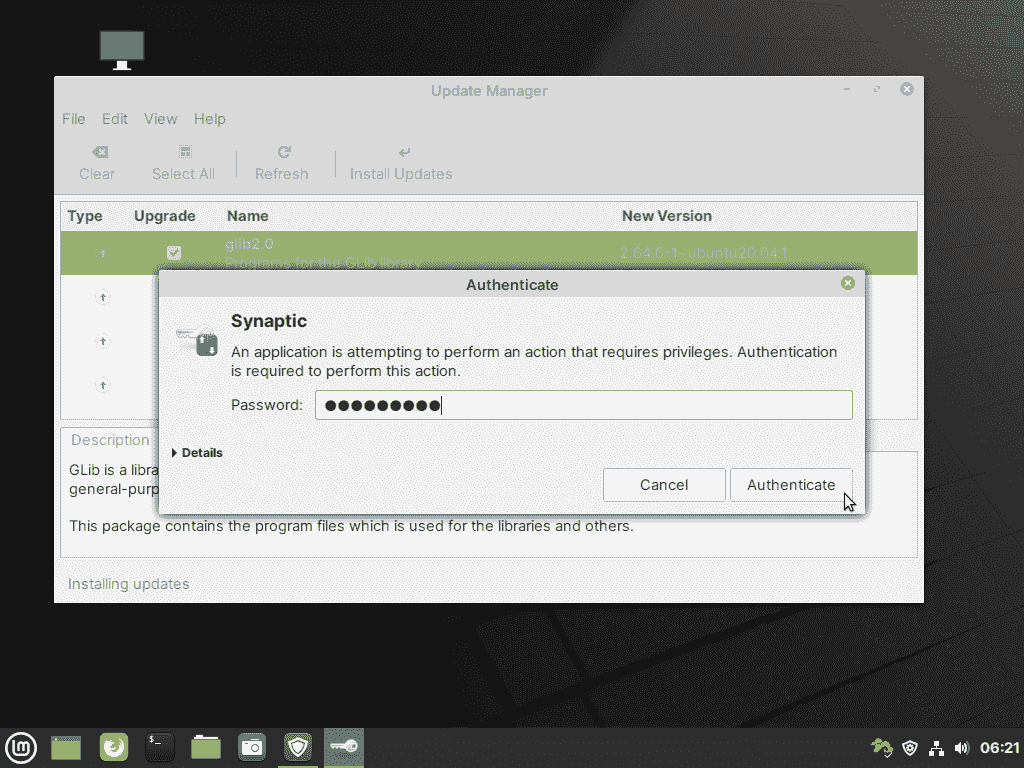 Update Manager
File Edit View Help
Clear Select All Refresh Install Updates
Type Upgrade Name New Version
glib2.0
Programs for the GLib library
2.64.6-1~ubuntu20.04.1
Authenticate
Synaptic
An application is attempting to perform an action that requires privileges. Authentication
is required to perform this action.
Password: ●●●●●●●●●
Details
Cancel Authenticate
Description
GLib is a libra
general-purp
This package contains the program files which is used for the libraries and others.
Installing updates
06:21